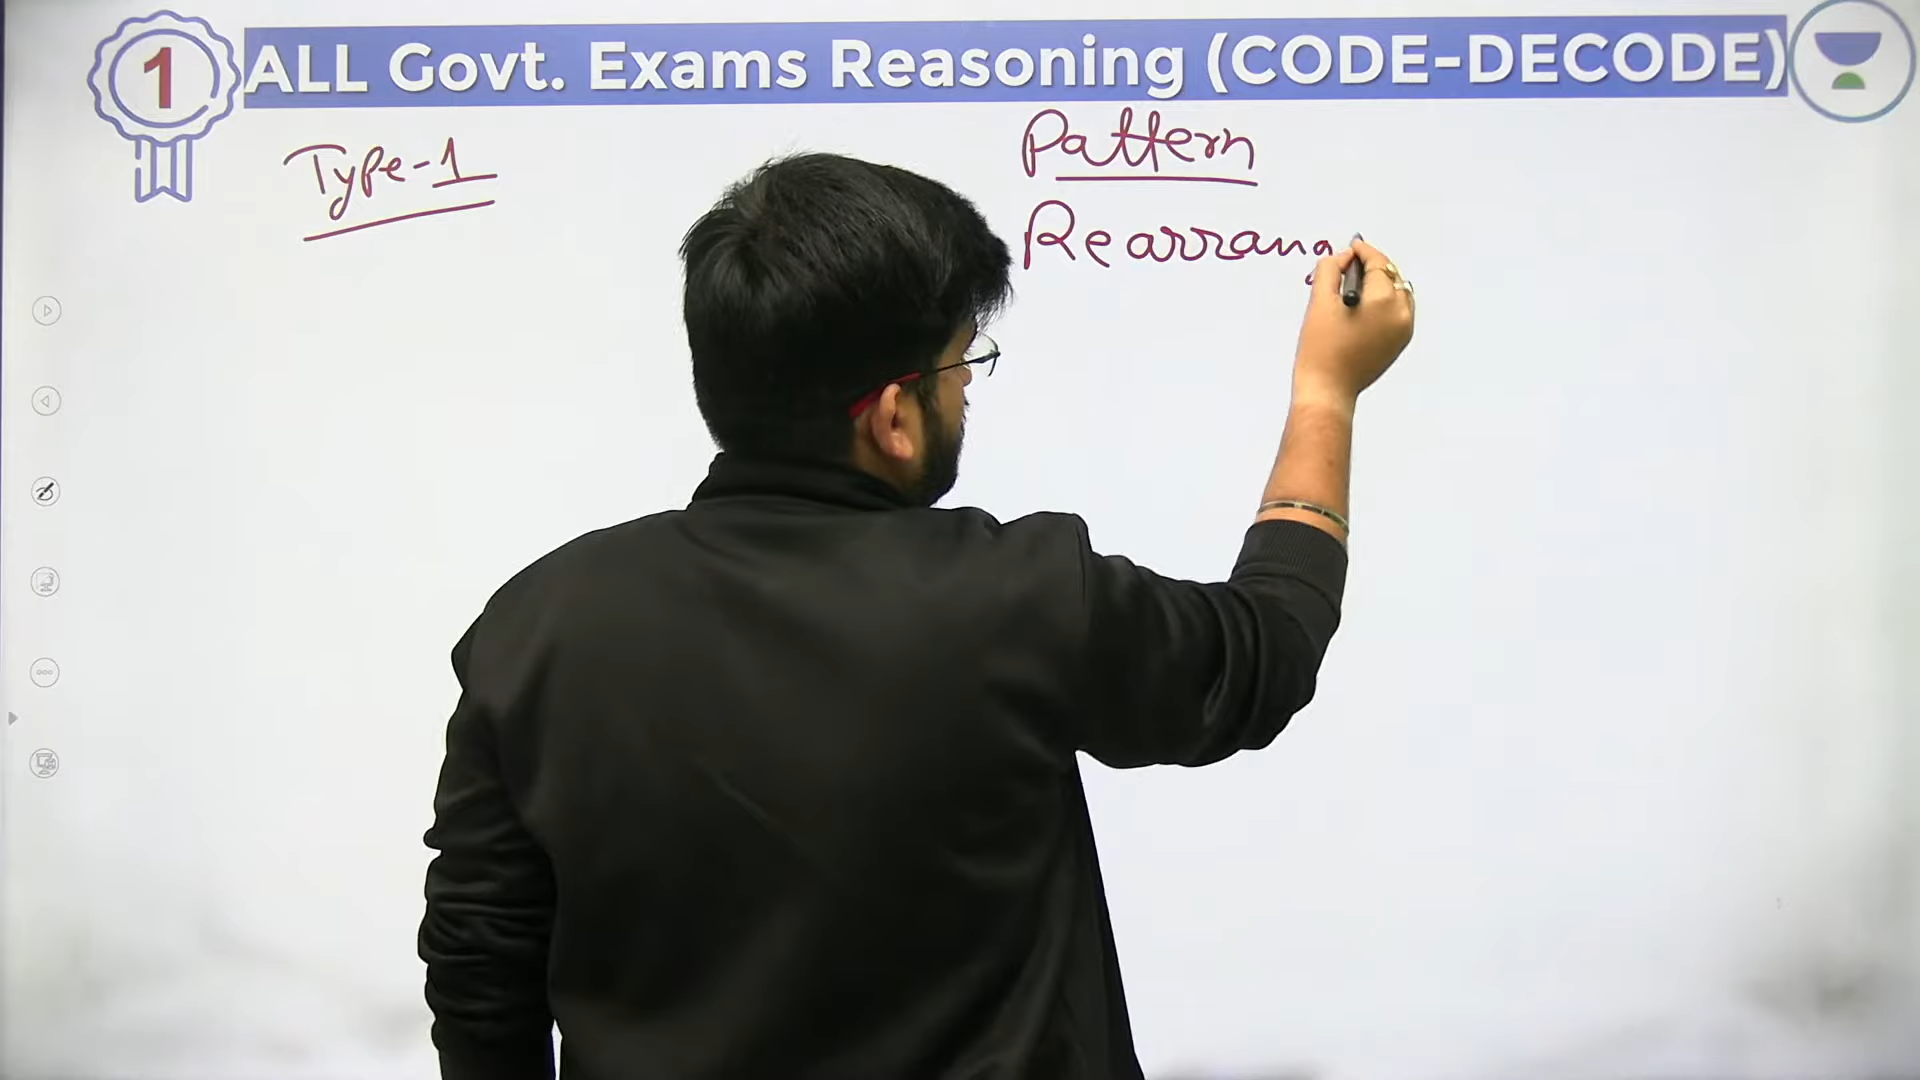 1
ALL Govt. Exams Reasoning (CODE-DECODE)
Type-1
Pattern
Rearrang